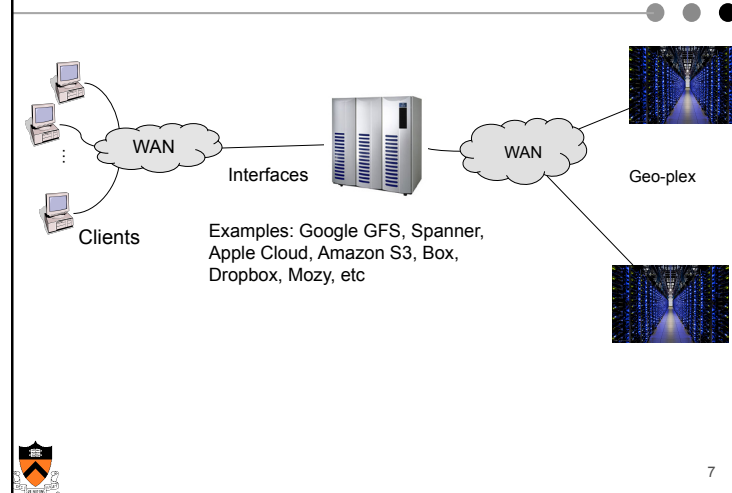 WAN
WAN
Interfaces
Geo-plex
⋮
Clients
Examples: Google GFS, Spanner,
Apple Cloud, Amazon S3, Box,
Dropbox, Mozy, etc
7